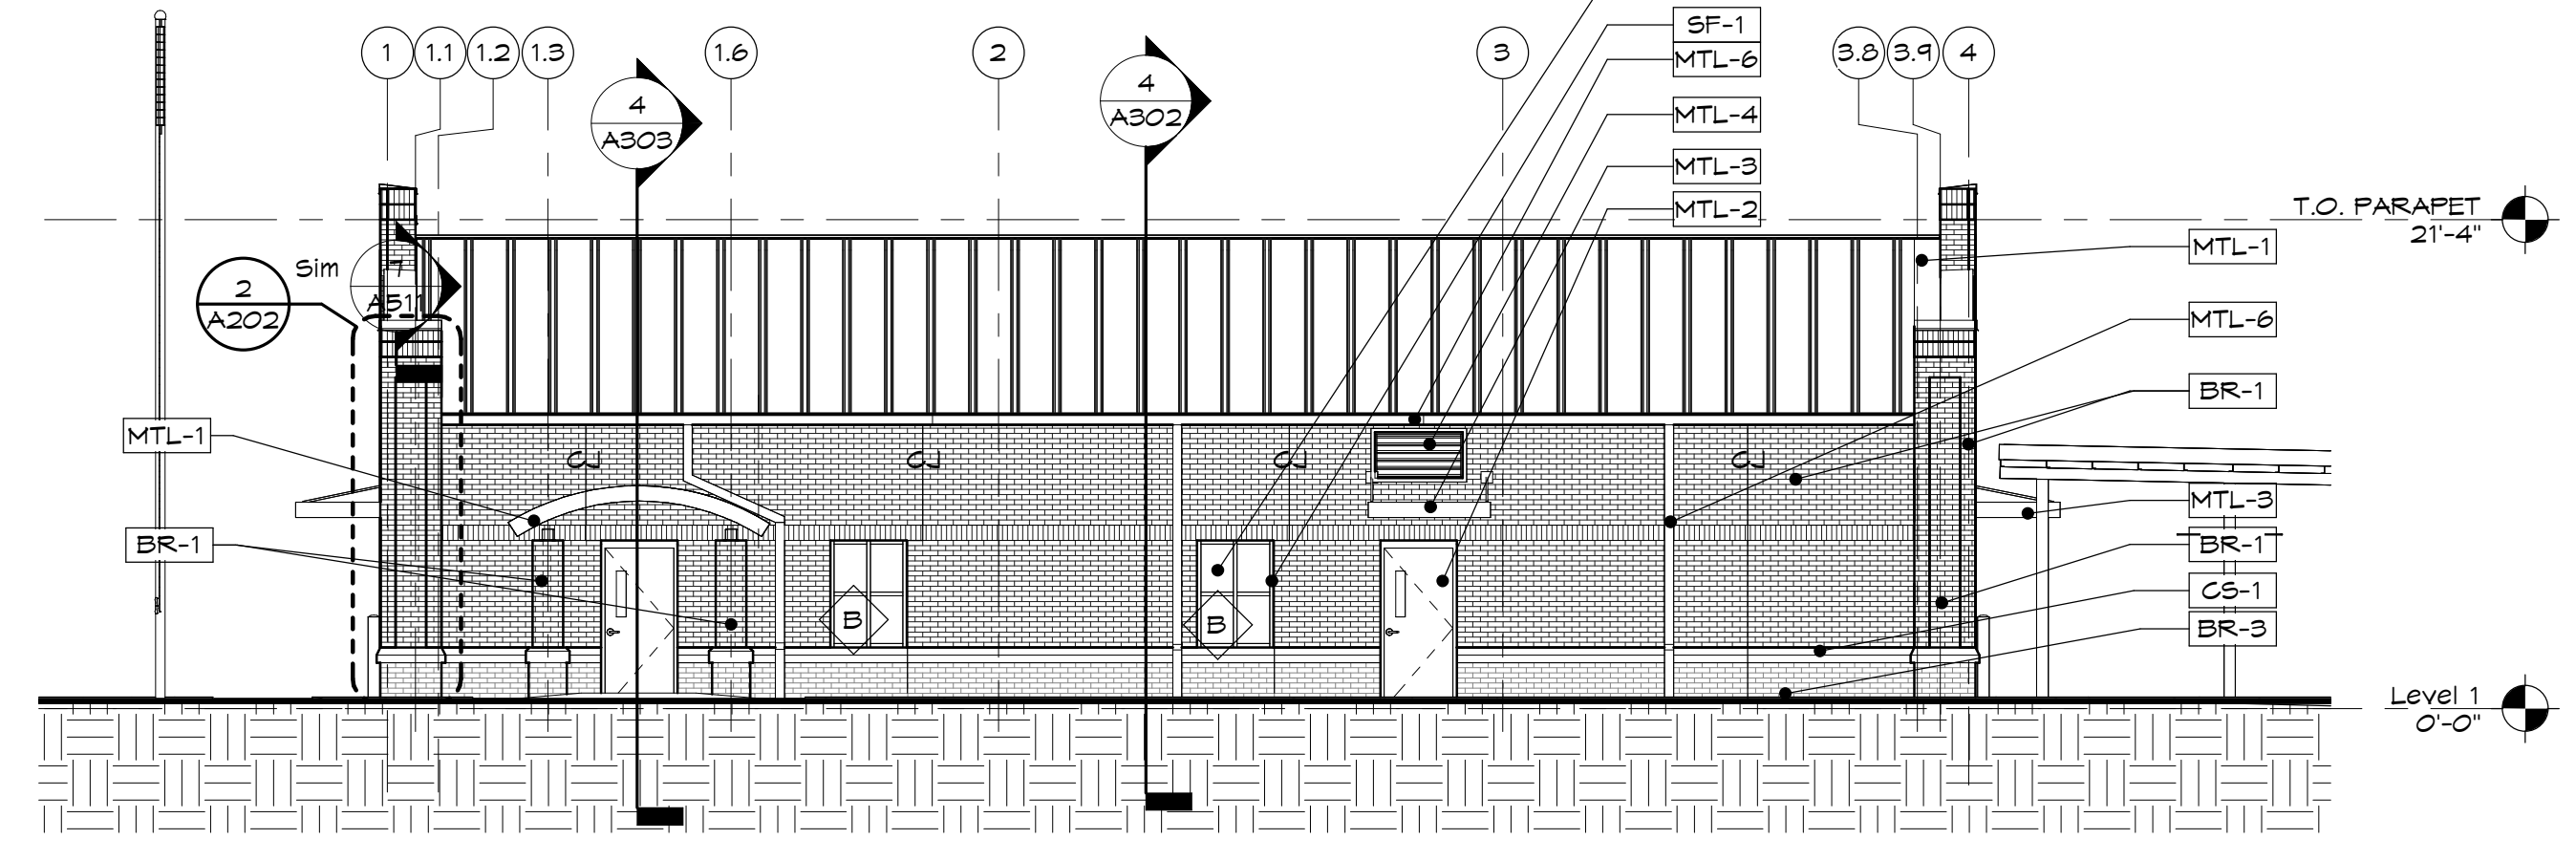 SF-1
1
1.1
1.2
1.3
1.6
2
3
3.8
3.9
4
MTL-6
4
A303
4
A302
MTL-4
MTL-3
MTL-2
T.O. PARAPET
21'-4"
MTL-1
Sim
7
A511
2
A202
MTL-6
BR-1
MTL-1
CJ
CJ
CJ
CJ
MTL-3
BR-1
BR-1
CS-1
B
B
BR-3
Level 1
0'-0"